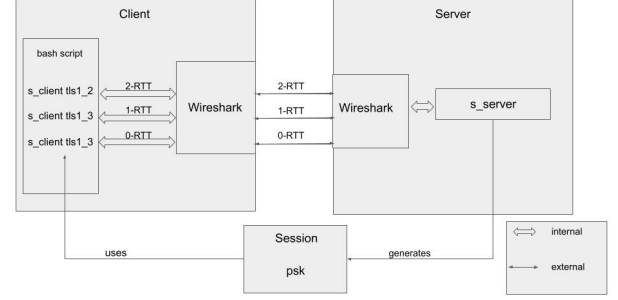 Client
Server
bash script
s_client tls1_2
s_client tls1_3
s_client tls1_3
2-RTT
1-RTT
0-RTT
Wireshark
2-RTT
1-RTT
0-RTT
Wireshark
s_server
Session
psk
uses
generates
internal
external